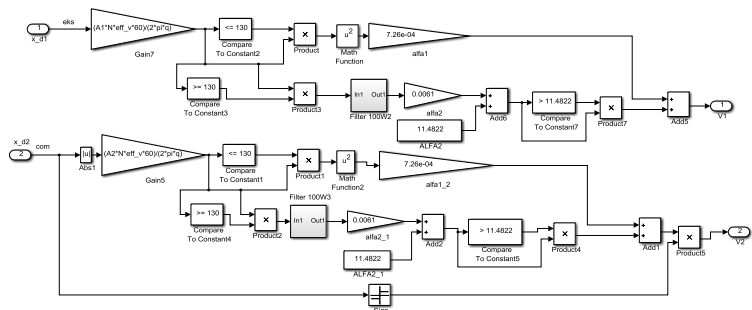 1
x_d1
eks
(A1*N*eff_v*60)/(2*pi*q)
Gain7
<= 130
Compare
To Constant2
×
Product
u²
Math
Function
7.26e-04
alfa1
>= 130
Compare
To Constant3
×
Product3
In1 Out1
Filter 100W2
0.0061
alfa2
11.4822
ALFA2
+
+
Add6
> 11.4822
Compare
To Constant7
×
Product7
+
+
Add5
1
V1
x_d2
2
com
|u|
Abs1
(A2*N*eff_v*60)/(2*pi*q)
Gain5
<= 130
Compare
To Constant1
×
Product1
u²
Math
Function2
7.26e-04
alfa1_2
>= 130
Compare
To Constant4
×
Product2
Filter 100W3
In1 Out1
0.0061
alfa2_1
11.4822
ALFA2_1
+
+
Add2
> 11.4822
Compare
To Constant5
×
Product4
+
+
Add1
×
Product5
2
V2